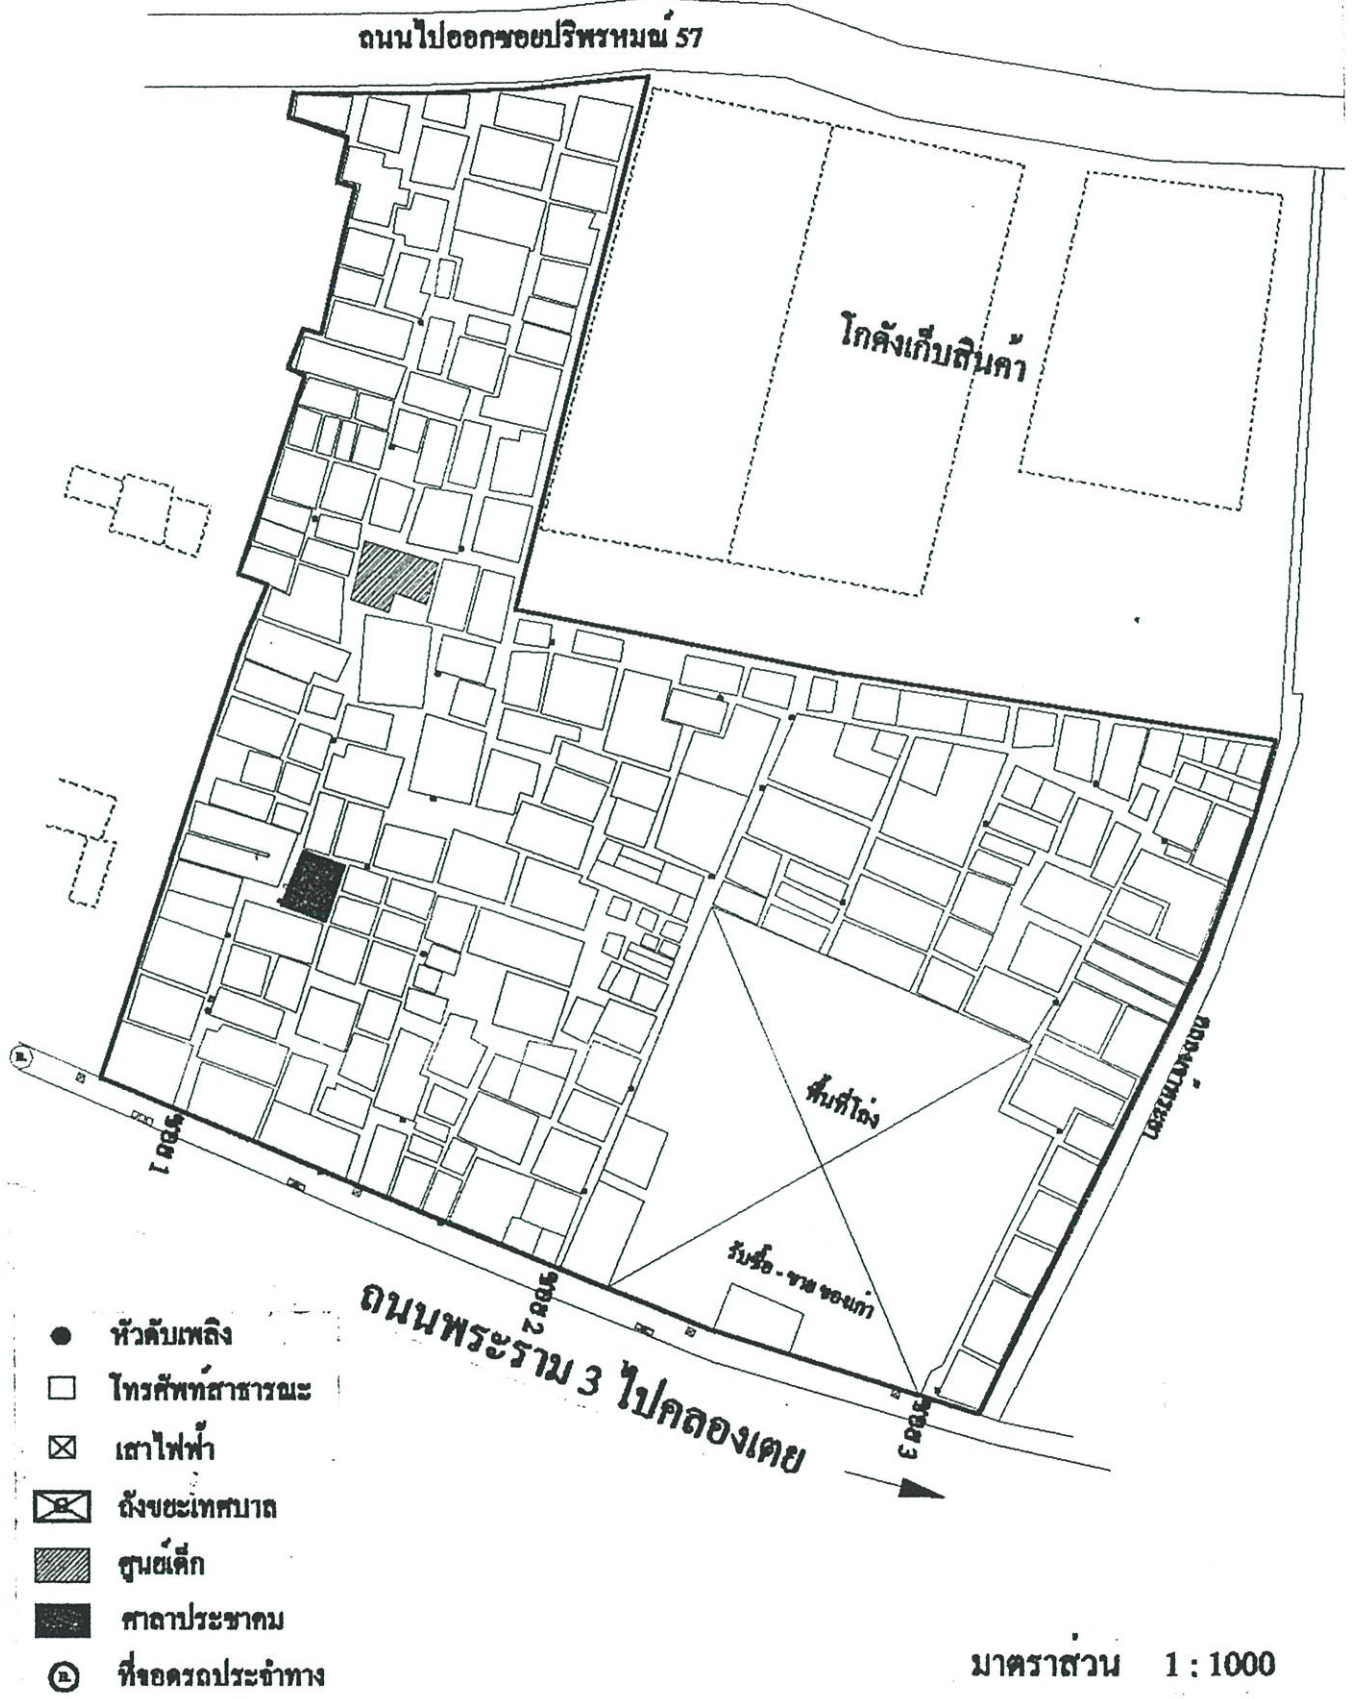 ถนนไปออกซอยปริพรหมณ์ 57
โกดังเก็บสินค้า
พื้นที่โล่ง
รับซื้อ - ขาย ของเก่า
ซอย 1
ซอย 2
ซอย 3
ถนนพระราม 3 ไปคลองเตย
หัวดับเพลิง
โทรศัพท์สาธารณะ
เสาไฟฟ้า
ถังขยะเทศบาล
ศูนย์เด็ก
ศาลาประชาคม
ที่จอดรถประจำทาง
มาตราส่วน 1 : 1000